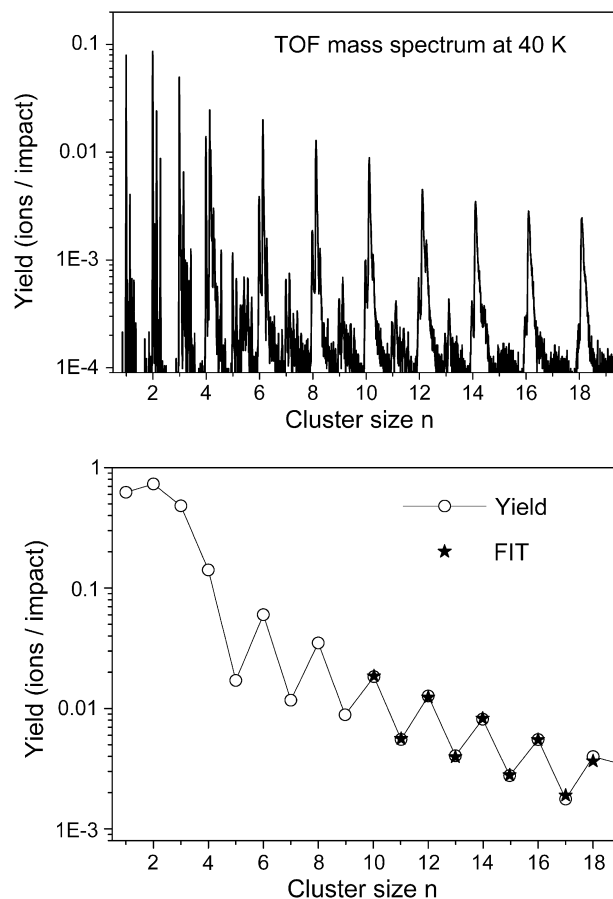 TOF mass spectrum at 40 K
Yield (ions / impact)
0.1
0.01
1E-3
1E-4
2 4 6 8 10 12 14 16 18
Cluster size n
Yield (ions / impact)
1
0.1
0.01
1E-3
Yield
FIT
2 4 6 8 10 12 14 16 18
Cluster size n